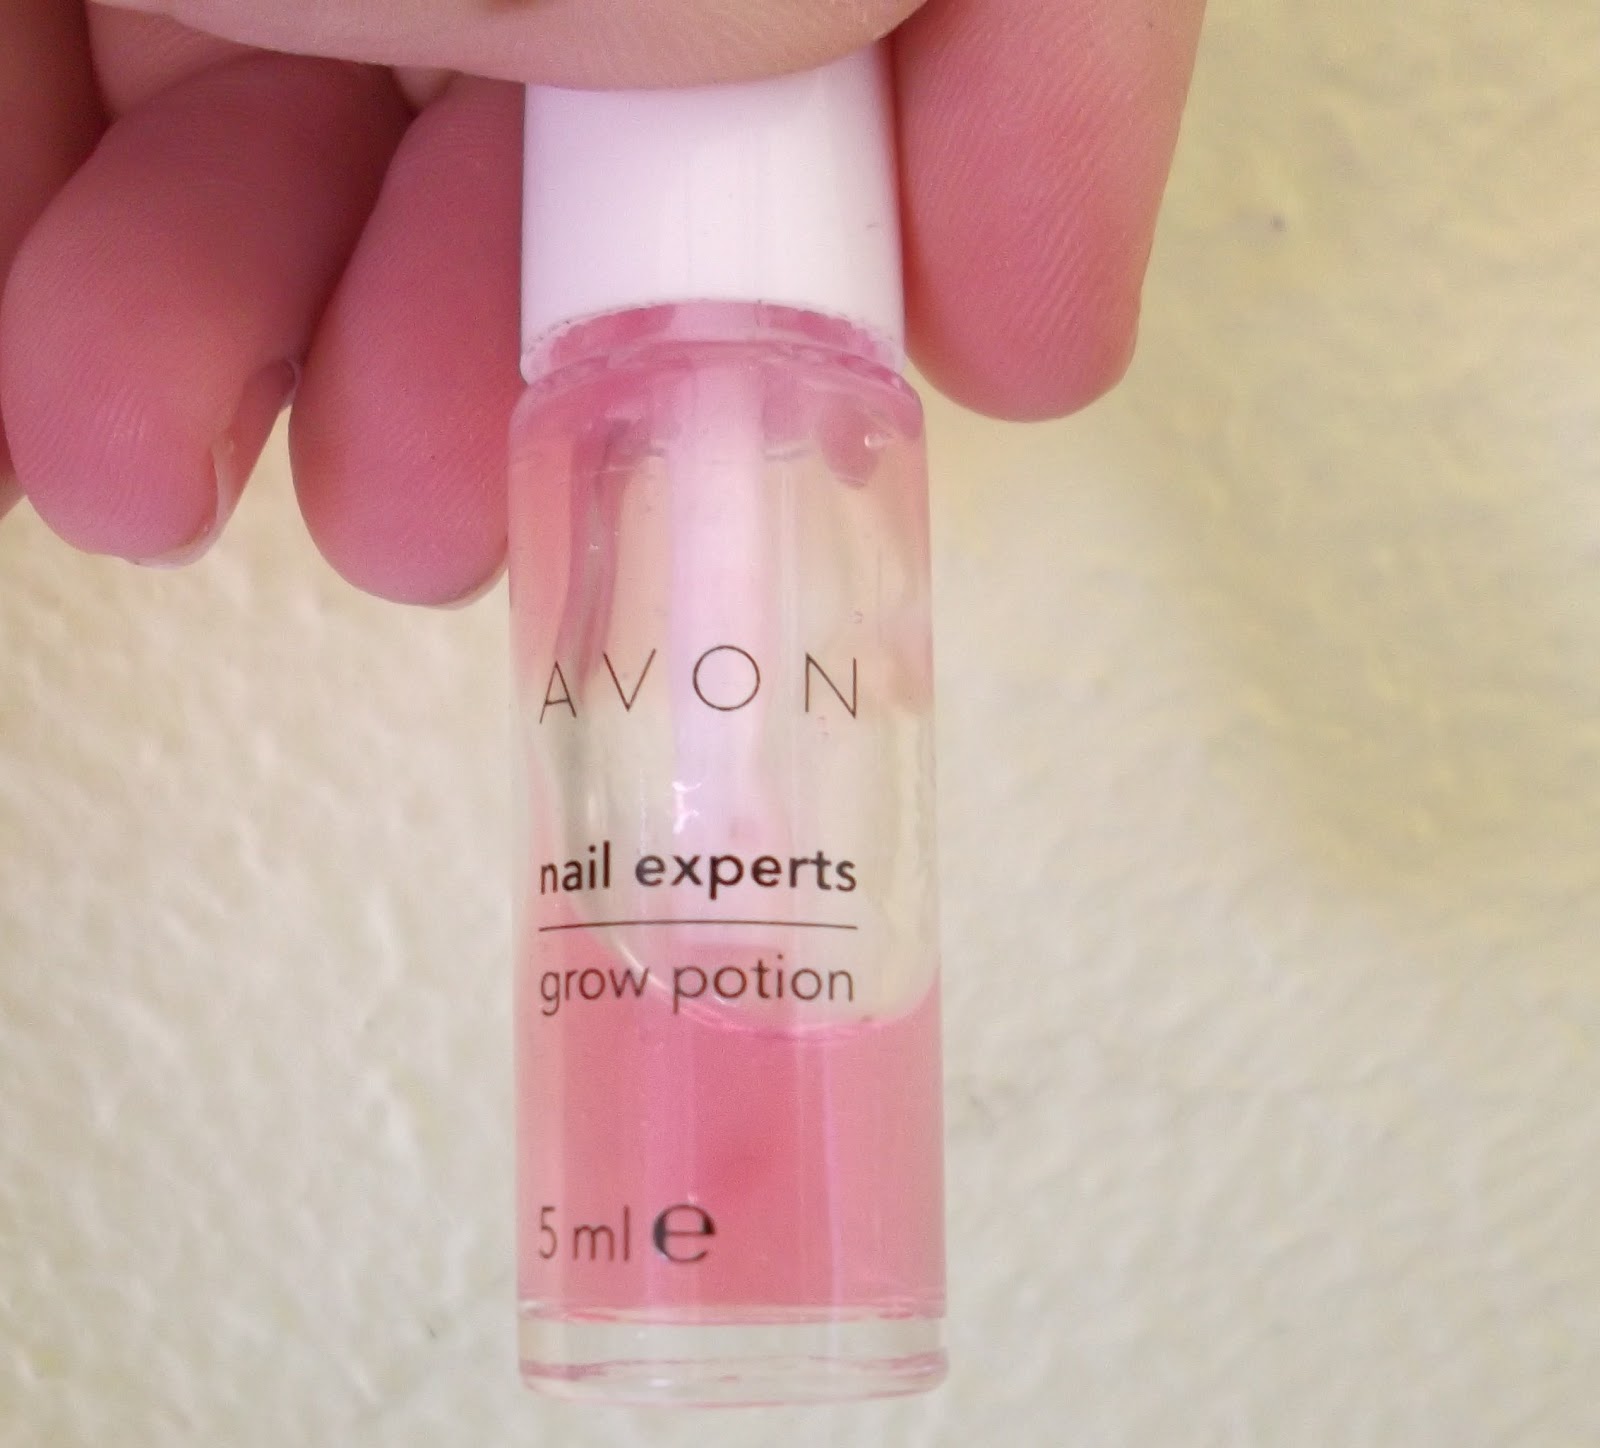 AVON
nail experts
grow potion
5 ml ℮